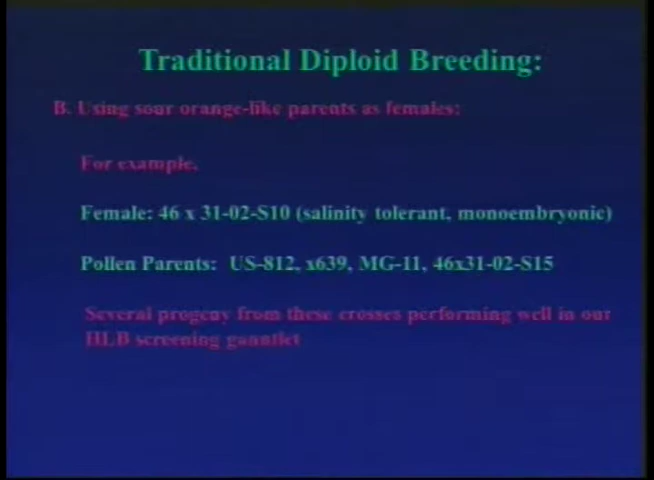 Traditional Diploid Breeding:
B. Using sour orange-like parents as females:
For example.
Female: 46 x 31-02-S10 (salinity tolerant, monoembryonic)
Pollen Parents: US-812, x639, MG-11, 46x31-02-S15
Several progeny from these crosses performing well in our
HLB screening gauntlet